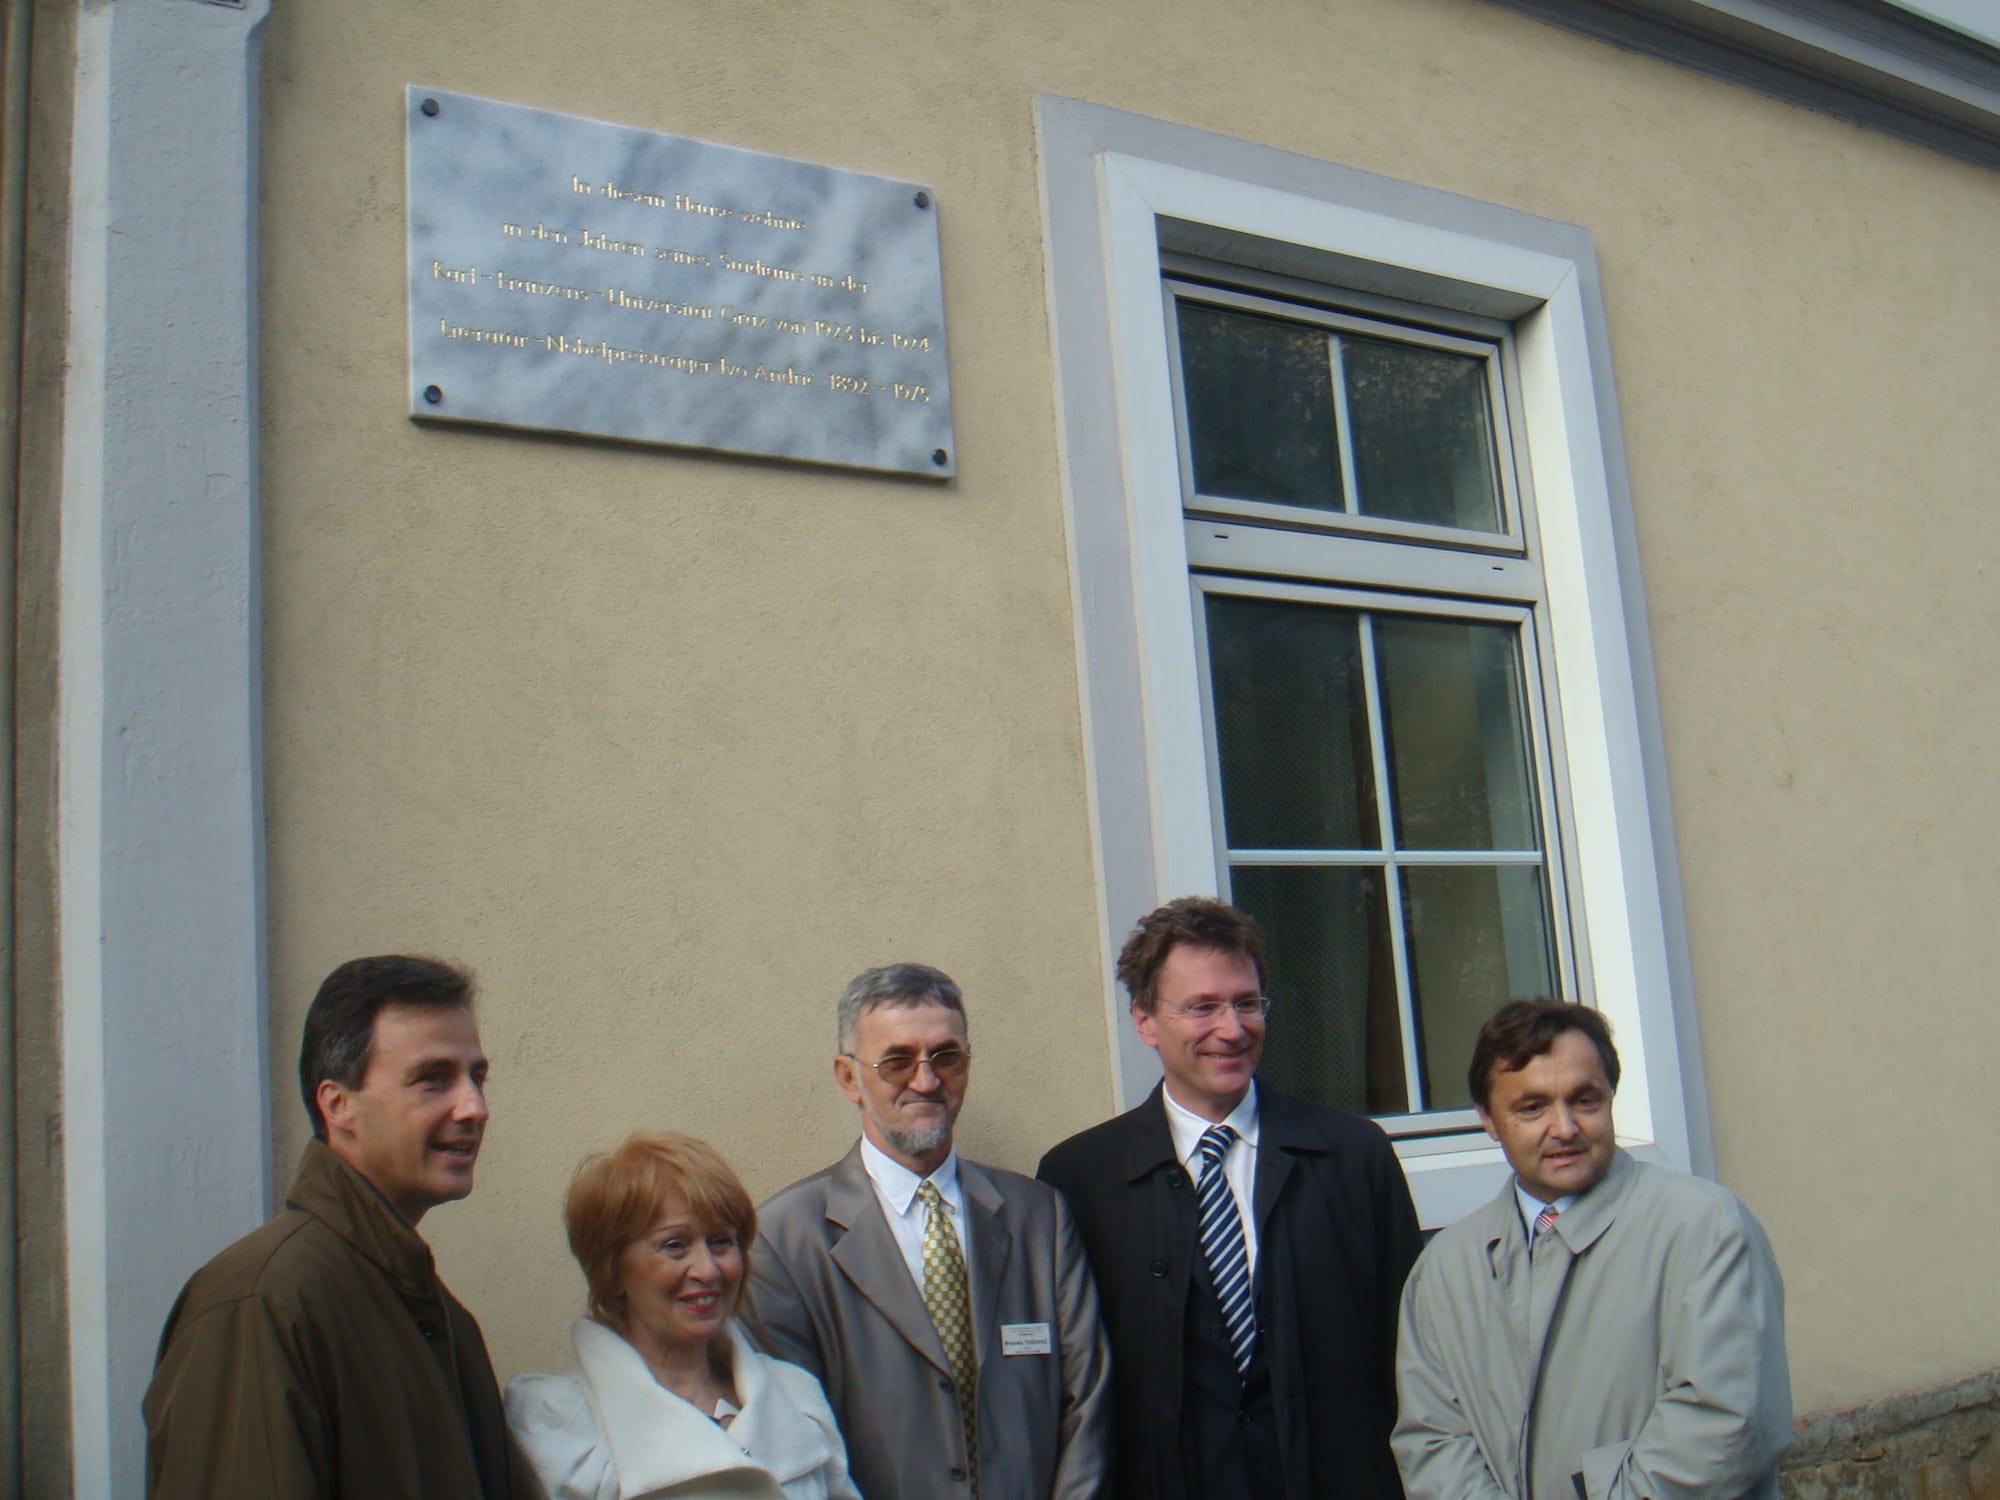 In diesem Hause wohnte
in den Jahren seines Studiums an der
Karl-Franzens-Universität Graz von 1923 bis 1924
Literatur-Nobelpreisträger Ivo Andrić 1892 - 1975